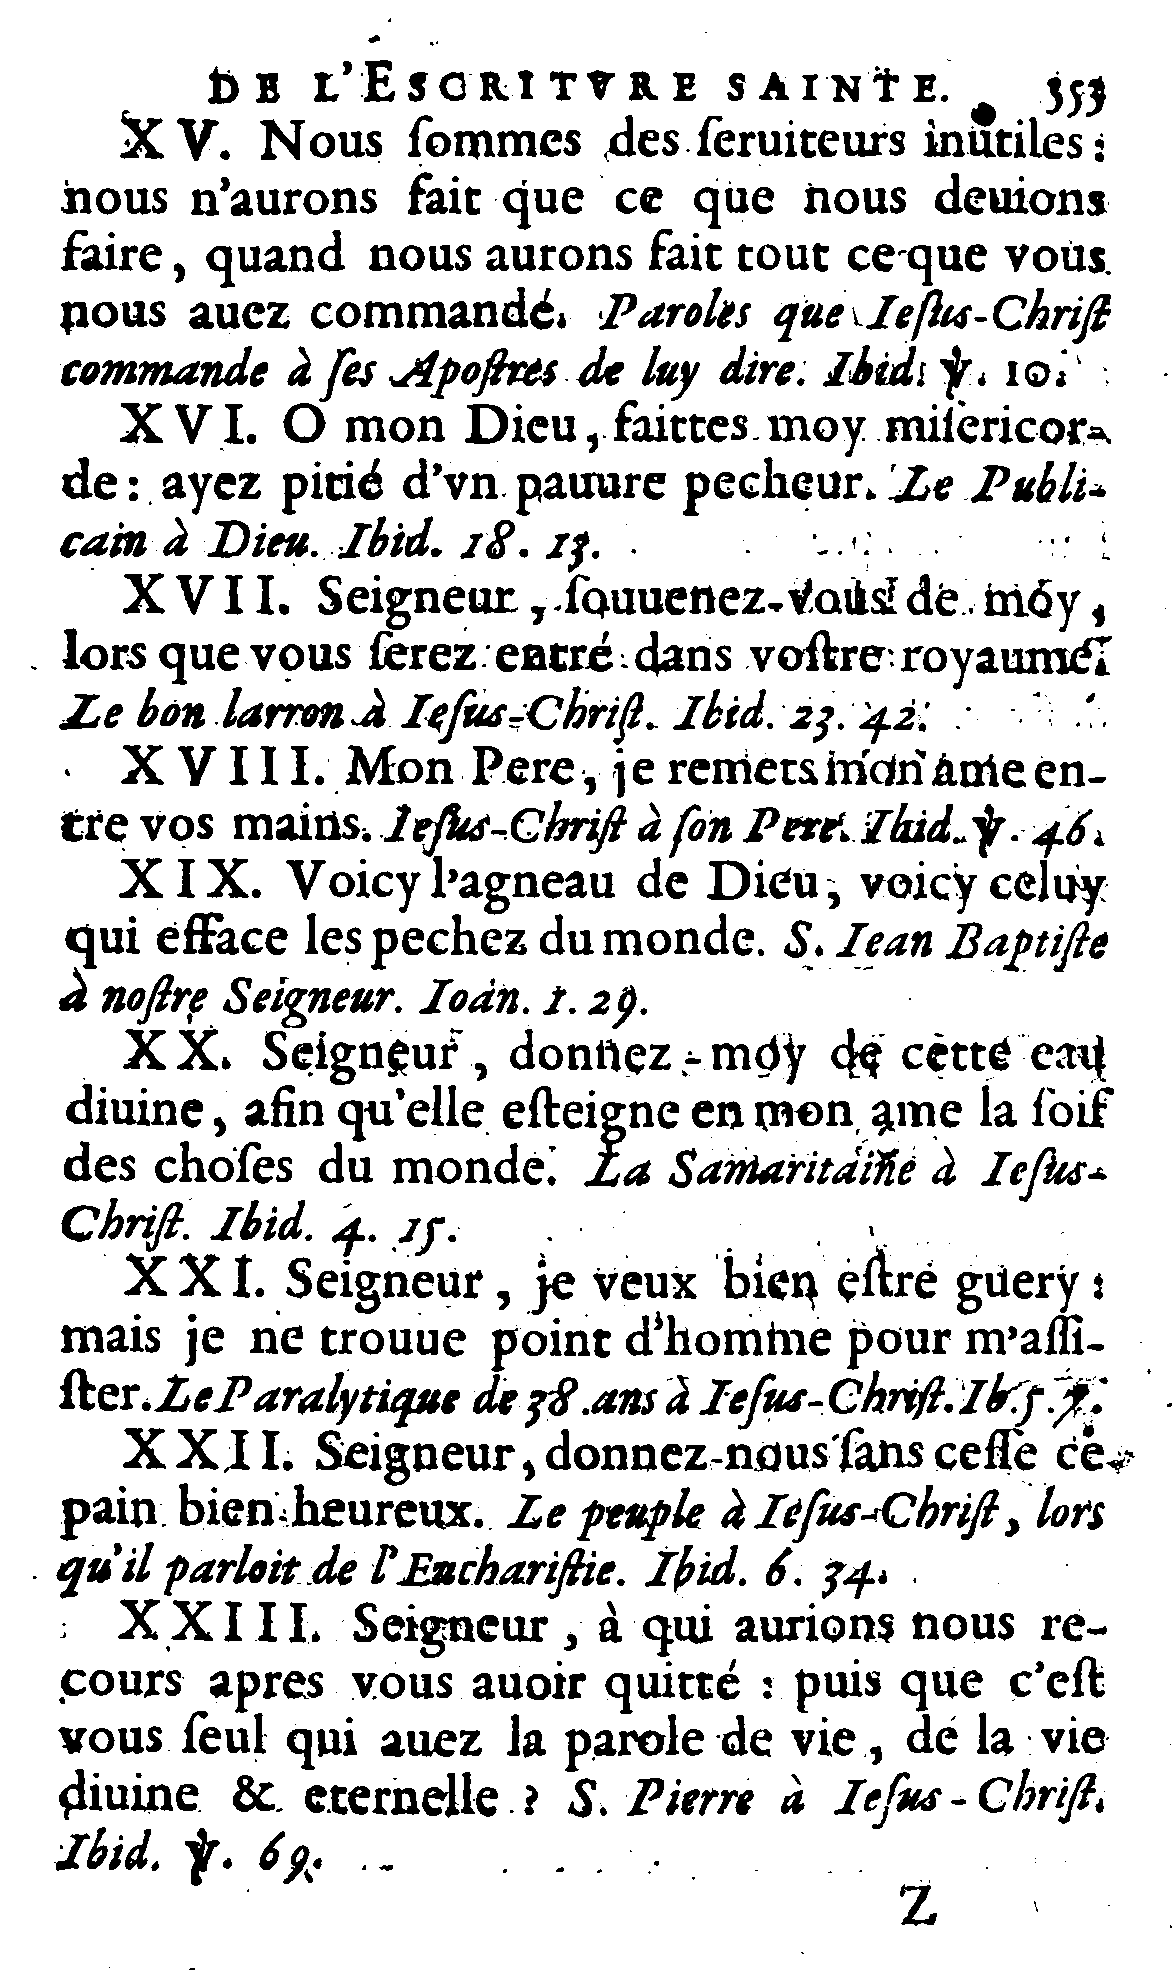 DE L'ESCRITVRE SAINTE. 353
XV. Nous ſommes des ſeruiteurs inutiles :
nous n'aurons fait que ce que nous deuions
faire, quand nous aurons fait tout ce que vous
nous auez commandé. Paroles que Ieſus-Chriſt
commande à ſes Apoſtres de luy dire. Ibid. ℣. 10.
XVI. O mon Dieu, faittes moy miſericor-
de : ayez pitié d'vn pauure pecheur. Le Publi-
cain à Dieu. Ibid. 18. 13.
XVII. Seigneur, ſouuenez-vous de moy,
lors que vous ſerez entré dans voſtre royaume.
Le bon larron à Ieſus-Chriſt. Ibid. 23. 42.
XVIII. Mon Pere, je remets mon ame en-
tre vos mains. Ieſus-Chriſt à ſon Pere. Ibid. ℣. 46.
XIX. Voicy l'agneau de Dieu, voicy celuy
qui efface les pechez du monde. S. Iean Baptiſte
à noſtre Seigneur. Ioan. 1. 29.
XX. Seigneur, donnez-moy de cette eau
diuine, afin qu'elle eſteigne en mon ame la ſoif
des choſes du monde. La Samaritaine à Ieſus-
Chriſt. Ibid. 4. 15.
XXI. Seigneur, je veux bien eſtre guery :
mais je ne trouue point d'homme pour m'aſſi-
ſter. Le Paralytique de 38. ans à Ieſus-Chriſt. Ib. 5. 7.
XXII. Seigneur, donnez-nous ſans ceſſe ce
pain bien-heureux. Le peuple à Ieſus-Chriſt, lors
qu'il parloit de l'Euchariſtie. Ibid. 6. 34.
XXIII. Seigneur, à qui aurions nous re-
cours apres vous auoir quitté : puis que c'eſt
vous ſeul qui auez la parole de vie, de la vie
diuine & eternelle ? S. Pierre à Ieſus-Chriſt.
Ibid. ℣. 69.
Z